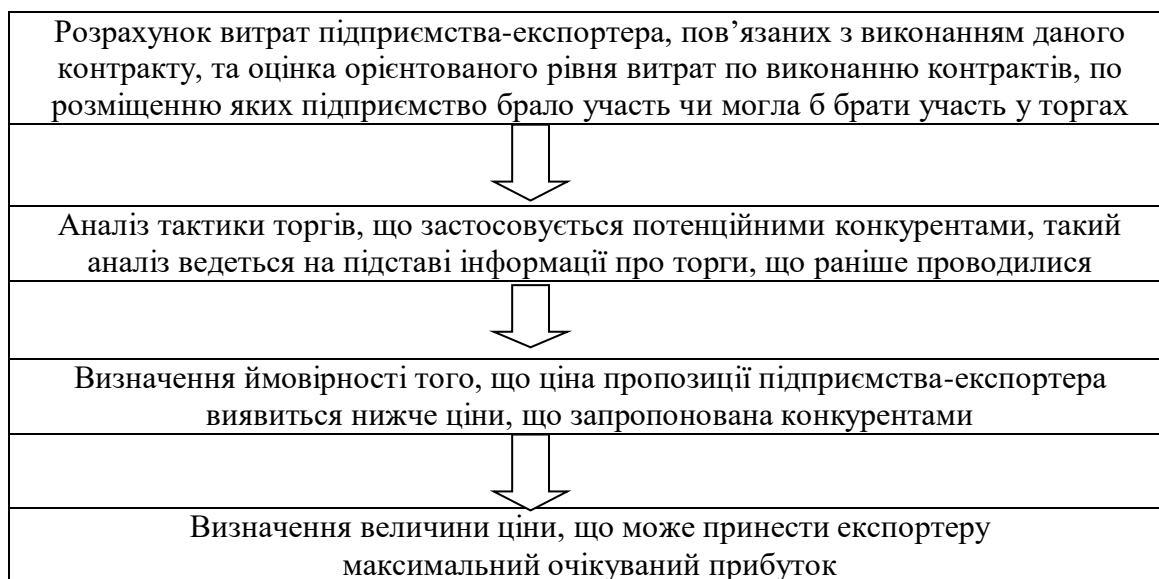 Розрахунок витрат підприємства-експортера, пов’язаних з виконанням даного
контракту, та оцінка орієнтованого рівня витрат по виконанню контрактів, по
розміщенню яких підприємство брало участь чи могла б брати участь у торгах
Аналіз тактики торгів, що застосовується потенційними конкурентами, такий
аналіз ведеться на підставі інформації про торги, що раніше проводилися
Визначення ймовірності того, що ціна пропозиції підприємства-експортера
виявиться нижче ціни, що запропонована конкурентами
Визначення величини ціни, що може принести експортеру
максимальний очікуваний прибуток